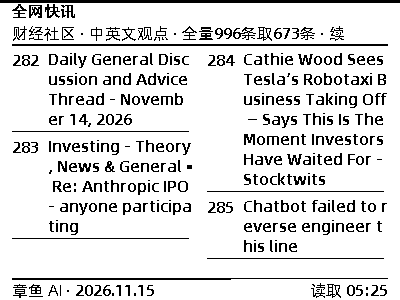 全网快讯
财经社区 · 中英文观点 · 全量996条取673条 · 续
282 Daily General Disc
ussion and Advice
Thread - Novemb
er 14, 2026
283 Investing - Theory
, News & General •
Re: Anthropic IPO
- anyone participa
ting
284 Cathie Wood Sees
Tesla’s Robotaxi B
usiness Taking Off
— Says This Is The
Moment Investors
Have Waited For -
Stocktwits
285 Chatbot failed to r
everse engineer t
his line
章鱼 AI · 2026.11.15
读取 05:25